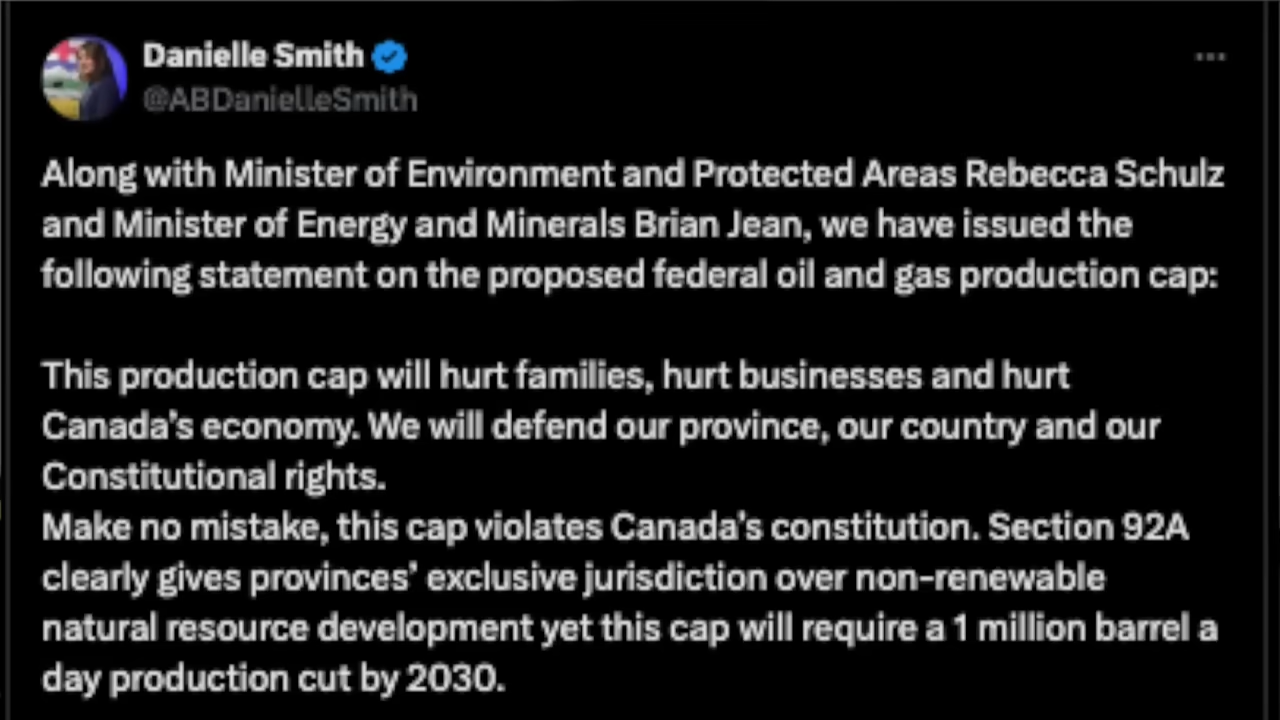 Danielle Smith
@ABDanielleSmith
Along with Minister of Environment and Protected Areas Rebecca Schulz
and Minister of Energy and Minerals Brian Jean, we have issued the
following statement on the proposed federal oil and gas production cap:
This production cap will hurt families, hurt businesses and hurt
Canada's economy. We will defend our province, our country and our
Constitutional rights.
Make no mistake, this cap violates Canada's constitution. Section 92A
clearly gives provinces' exclusive jurisdiction over non-renewable
natural resource development yet this cap will require a 1 million barrel a
day production cut by 2030.